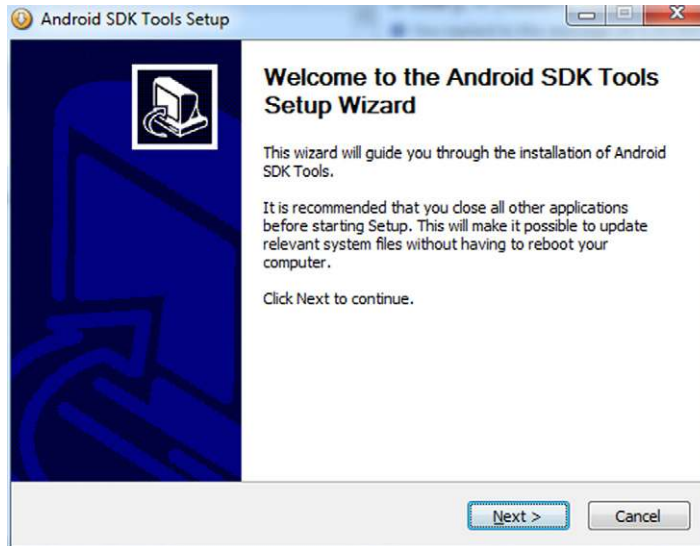 Android SDK Tools Setup
Welcome to the Android SDK Tools
Setup Wizard
This wizard will guide you through the installation of Android
SDK Tools.
It is recommended that you close all other applications
before starting Setup. This will make it possible to update
relevant system files without having to reboot your
computer.
Click Next to continue.
Next >
Cancel